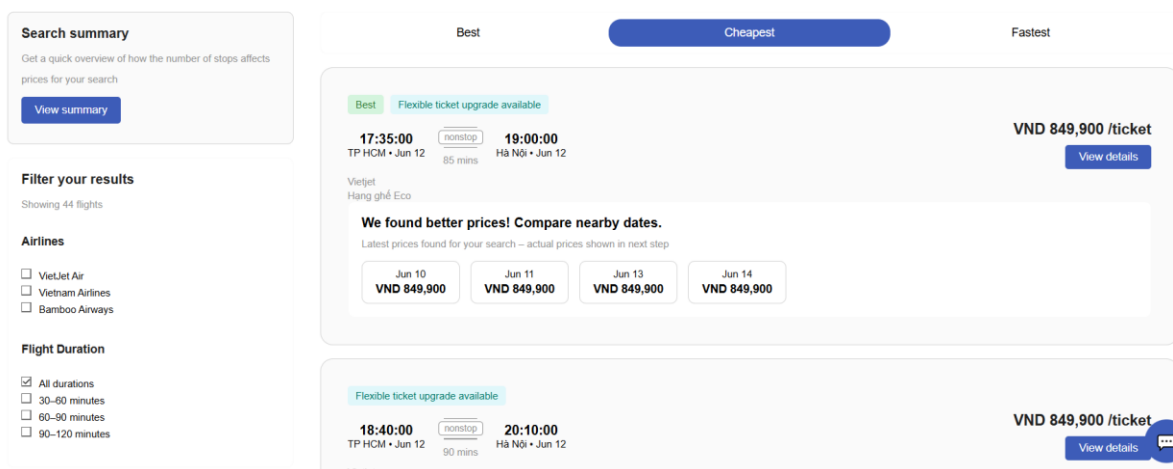 Search summary
Get a quick overview of how the number of stops affects
prices for your search
View summary
Filter your results
Showing 44 flights
Airlines
VietJet Air
Vietnam Airlines
Bamboo Airways
Flight Duration
All durations
30–60 minutes
60–90 minutes
90–120 minutes
Best
Cheapest
Fastest
Best
Flexible ticket upgrade available
17:35:00
nonstop
19:00:00
TP HCM • Jun 12
85 mins
Hà Nội • Jun 12
VND 849,900 /ticket
View details
Vietjet
Hạng ghế Eco
We found better prices! Compare nearby dates.
Latest prices found for your search – actual prices shown in next step
Jun 10
VND 849,900
Jun 11
VND 849,900
Jun 13
VND 849,900
Jun 14
VND 849,900
Flexible ticket upgrade available
18:40:00
nonstop
20:10:00
TP HCM • Jun 12
90 mins
Hà Nội • Jun 12
VND 849,900 /ticket
View details